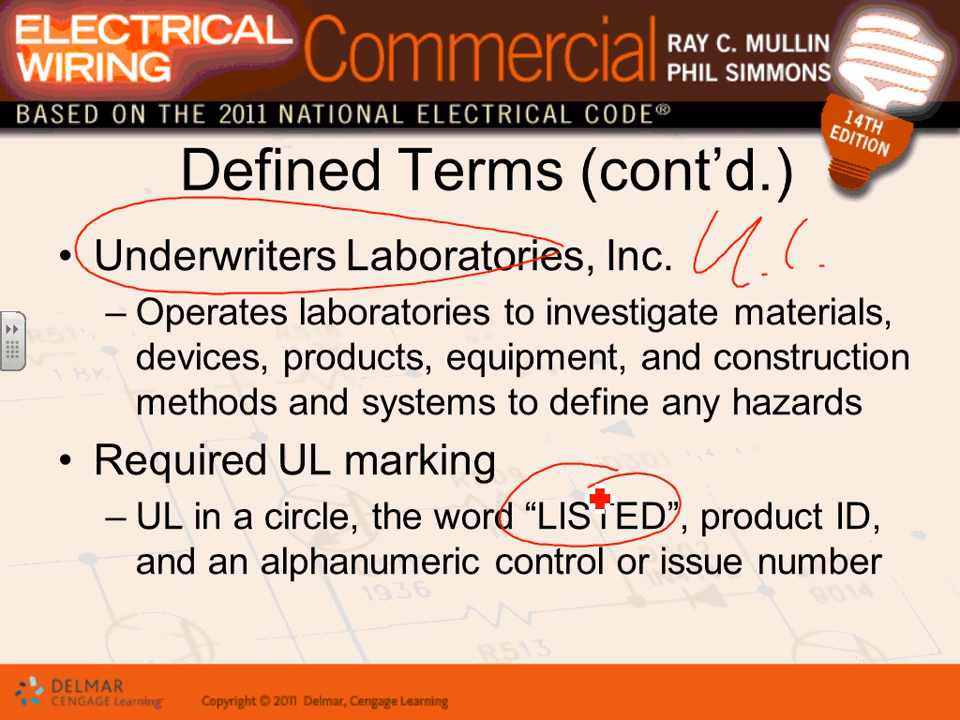 ELECTRICAL
WIRING
Commercial
RAY C. MULLIN
PHIL SIMMONS
BASED ON THE 2011 NATIONAL ELECTRICAL CODE®
14TH
EDITION
Defined Terms (cont’d.)
• Underwriters Laboratories, Inc. U.L.
– Operates laboratories to investigate materials,
devices, products, equipment, and construction
methods and systems to define any hazards
• Required UL marking
– UL in a circle, the word “LISTED”, product ID,
and an alphanumeric control or issue number
1936
9014
R513
DELMAR
CENGAGE Learning
Copyright © 2011 Delmar, Cengage Learning